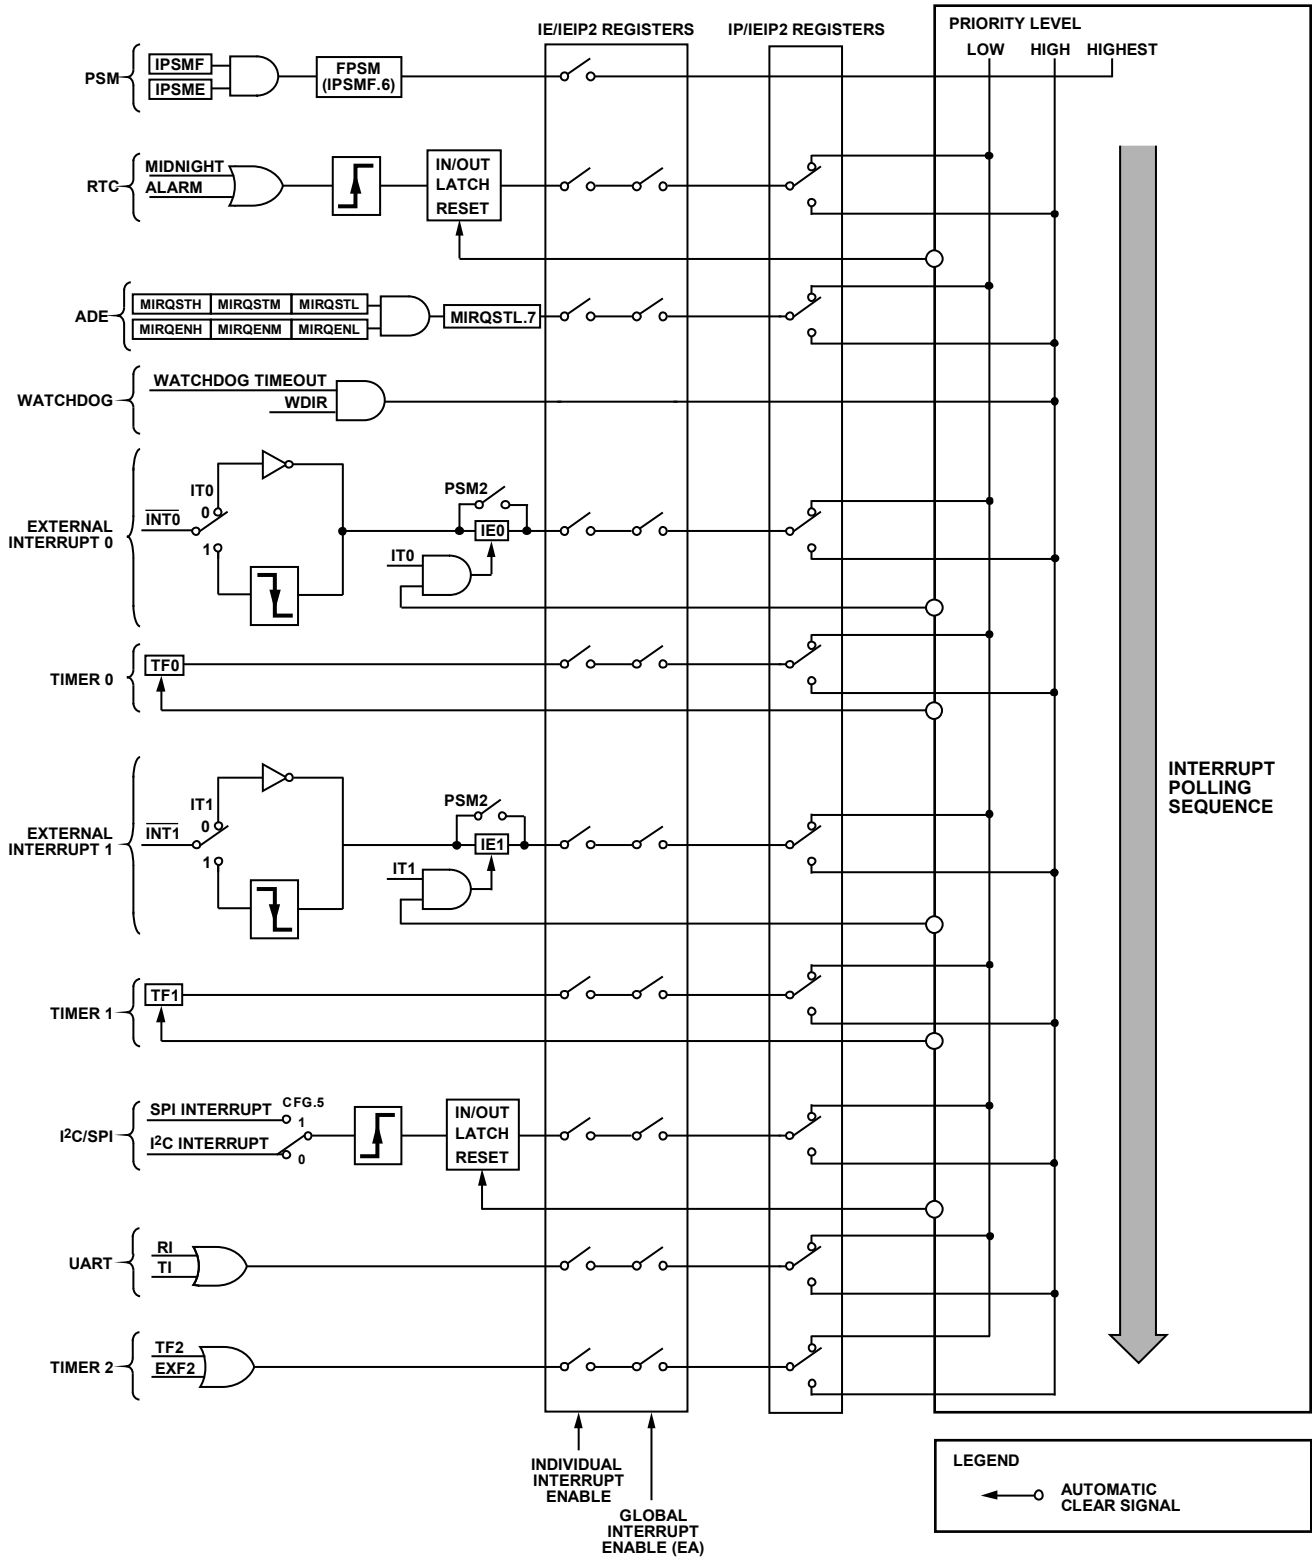 IE/IEIP2 REGISTERS
IP/IEIP2 REGISTERS
PRIORITY LEVEL
LOW
HIGH
HIGHEST
PSM
IPSMF
IPSME
FPSM
(IPSMF.6)
RTC
MIDNIGHT
ALARM
IN/OUT
LATCH
RESET
ADE
MIRQSTH
MIRQSTM
MIRQSTL
MIRQENH
MIRQENM
MIRQENL
MIRQSTL.7
WATCHDOG
WATCHDOG TIMEOUT
WDIR
EXTERNAL
INTERRUPT 0
INT0
IT0
0
1
PSM2
IE0
IT0
TIMER 0
TF0
INTERRUPT
POLLING
SEQUENCE
EXTERNAL
INTERRUPT 1
INT1
IT1
0
1
PSM2
IE1
IT1
TIMER 1
TF1
I²C/SPI
SPI INTERRUPT
I²C INTERRUPT
CFG.5
1
0
IN/OUT
LATCH
RESET
UART
RI
TI
TIMER 2
TF2
EXF2
INDIVIDUAL
INTERRUPT
ENABLE
GLOBAL
INTERRUPT
ENABLE (EA)
LEGEND
AUTOMATIC
CLEAR SIGNAL